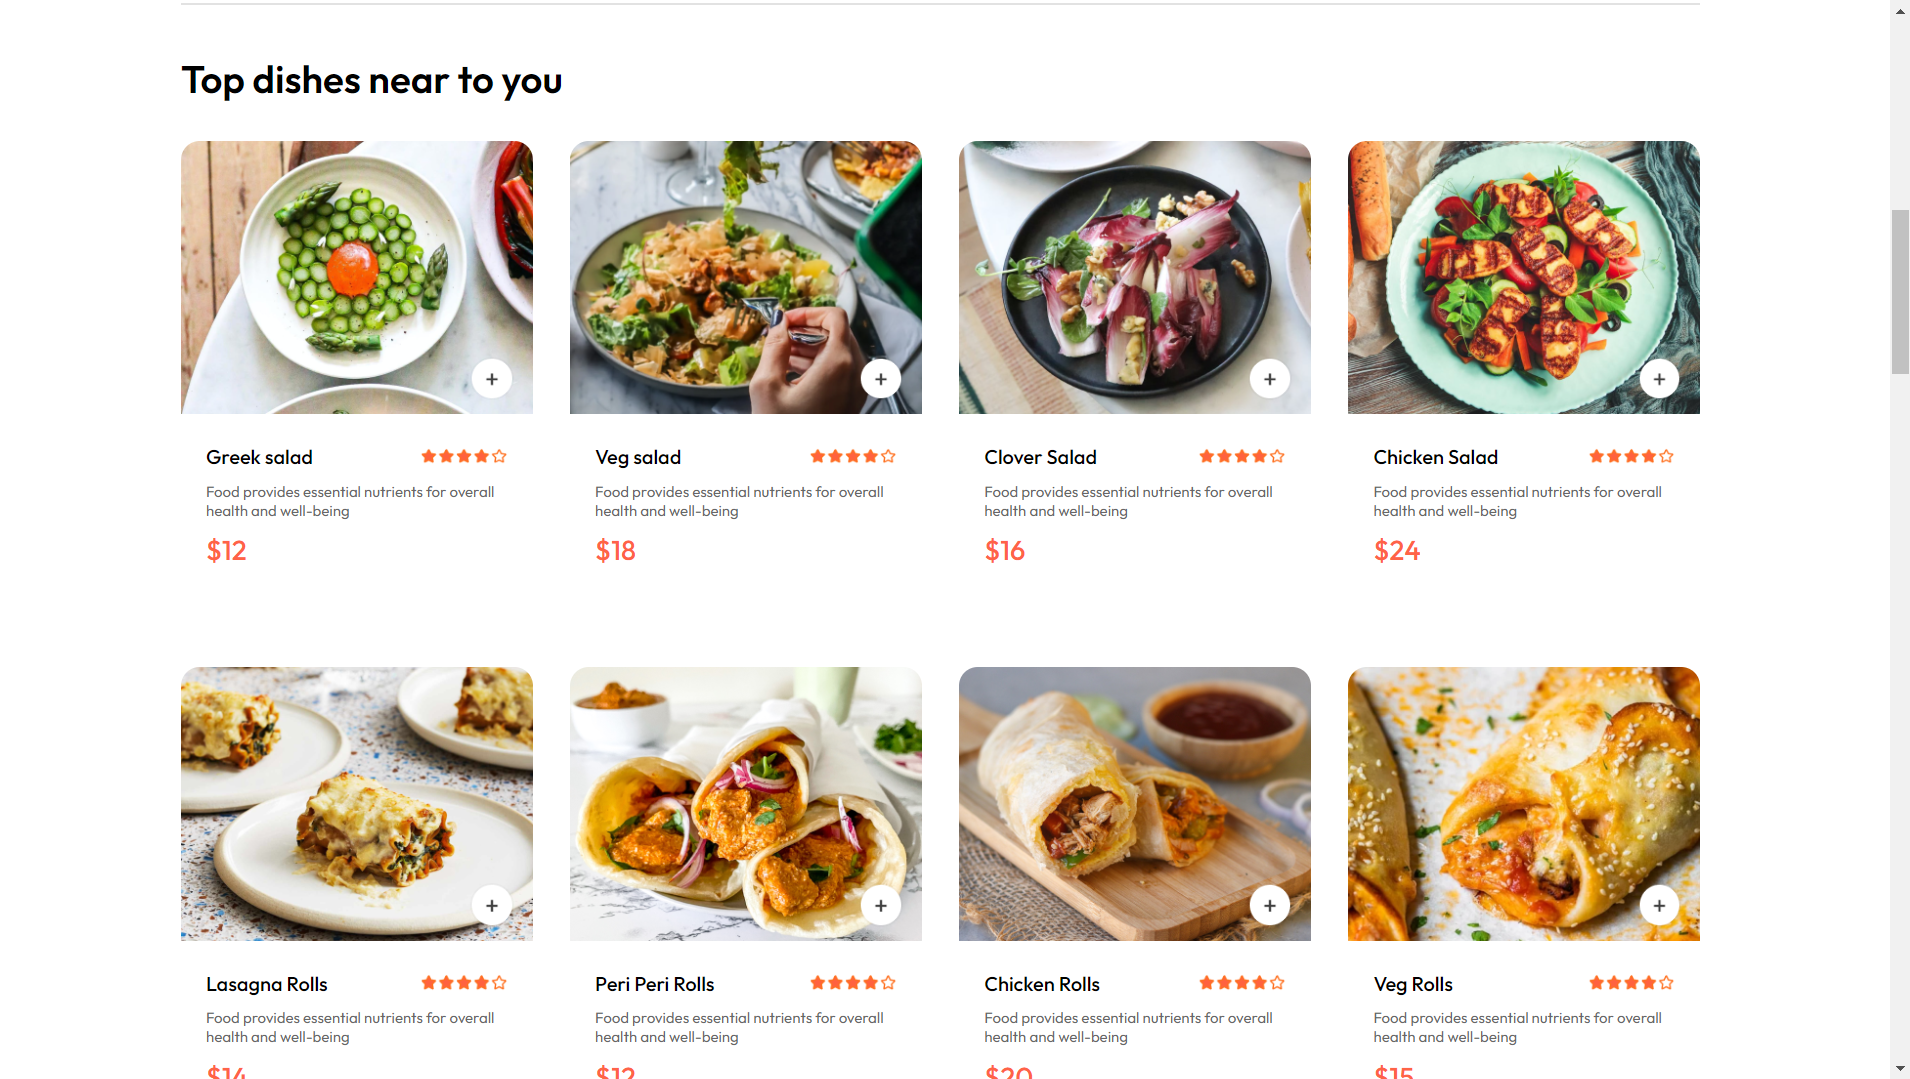 Top dishes near to you
Greek salad
Food provides essential nutrients for overall
health and well-being
$12
Veg salad
Food provides essential nutrients for overall
health and well-being
$18
Clover Salad
Food provides essential nutrients for overall
health and well-being
$16
Chicken Salad
Food provides essential nutrients for overall
health and well-being
$24
Lasagna Rolls
Food provides essential nutrients for overall
health and well-being
$14
Peri Peri Rolls
Food provides essential nutrients for overall
health and well-being
$12
Chicken Rolls
Food provides essential nutrients for overall
health and well-being
$20
Veg Rolls
Food provides essential nutrients for overall
health and well-being
$15